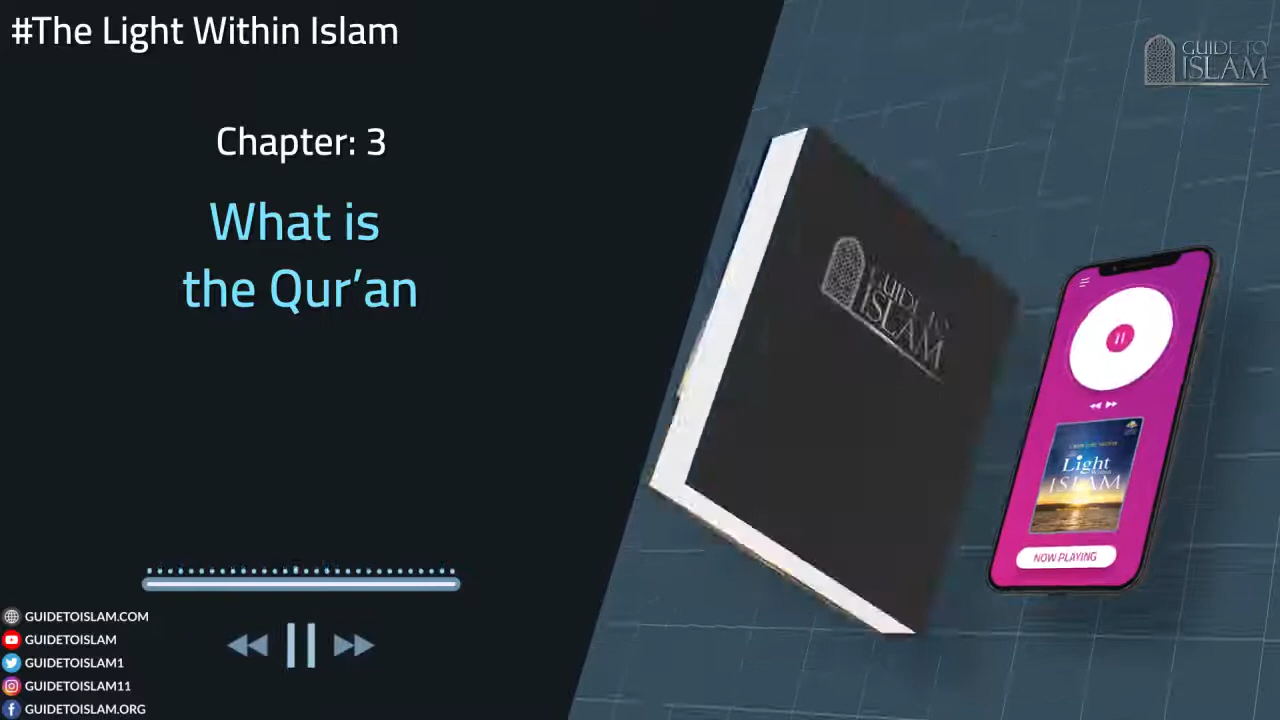 #The Light Within Islam
GUIDE TO
ISLAM
Chapter: 3
What is
the Qur’an
GUIDE TO
ISLAM
Light
ISLAM
NOW PLAYING
GUIDETOISLAM.COM
GUIDETOISLAM
GUIDETOISLAM1
GUIDETOISLAM11
GUIDETOISLAM.ORG